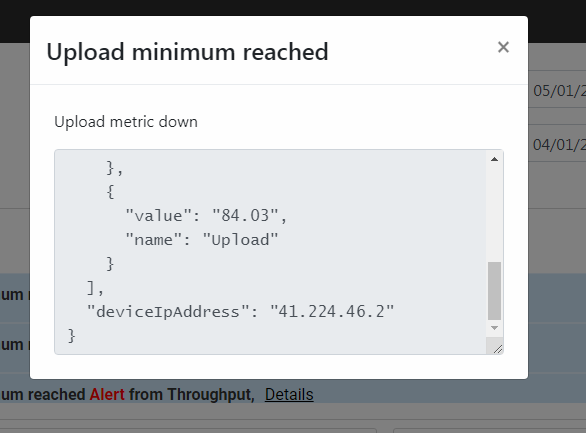 Upload minimum reached
×
05/01/2
Upload metric down
04/01/2
},
{
"value": "84.03",
"name": "Upload"
}
],
"deviceIpAddress": "41.224.46.2"
}
um
um
um reached Alert from Throughput, Details